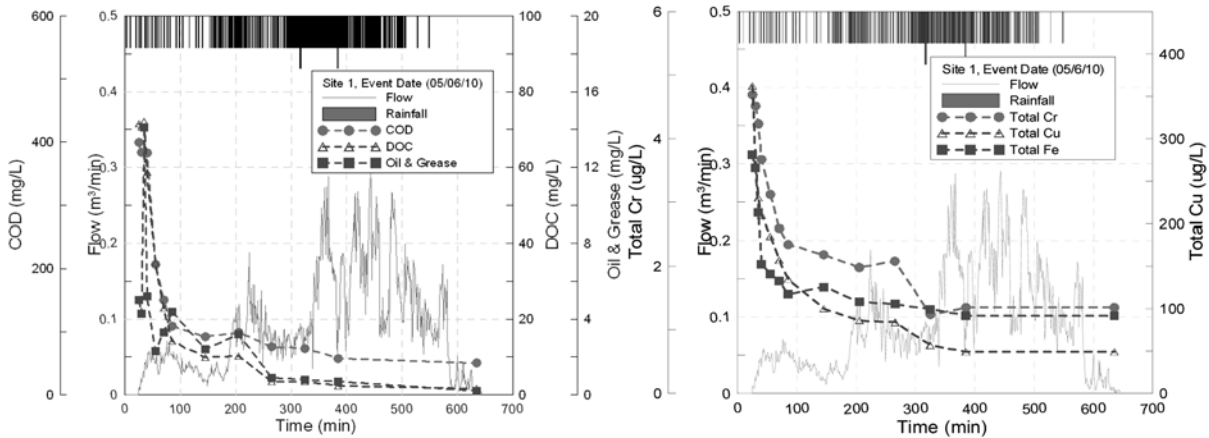 600
500
400
300
200
100
0
COD (mg/L)
0.5
0.4
0.3
0.2
0.1
0
Flow (m³/min)
Site 1, Event Date (05/06/10)
Flow
Rainfall
COD
DOC
Oil & Grease
0 100 200 300 400 500 600 700
Time (min)
100
80
60
40
20
0
DOC (mg/L)
20
16
12
8
4
0
Oil & Grease (mg/L)
6
4
2
0
Total Cr (ug/L)
0.5
0.4
0.3
0.2
0.1
0
Flow (m³/min)
Site 1, Event Date (05/6/10)
Flow
Rainfall
Total Cr
Total Cu
Total Fe
0 100 200 300 400 500 600 700
Time (min)
400
300
200
100
0
Total Cu (ug/L)